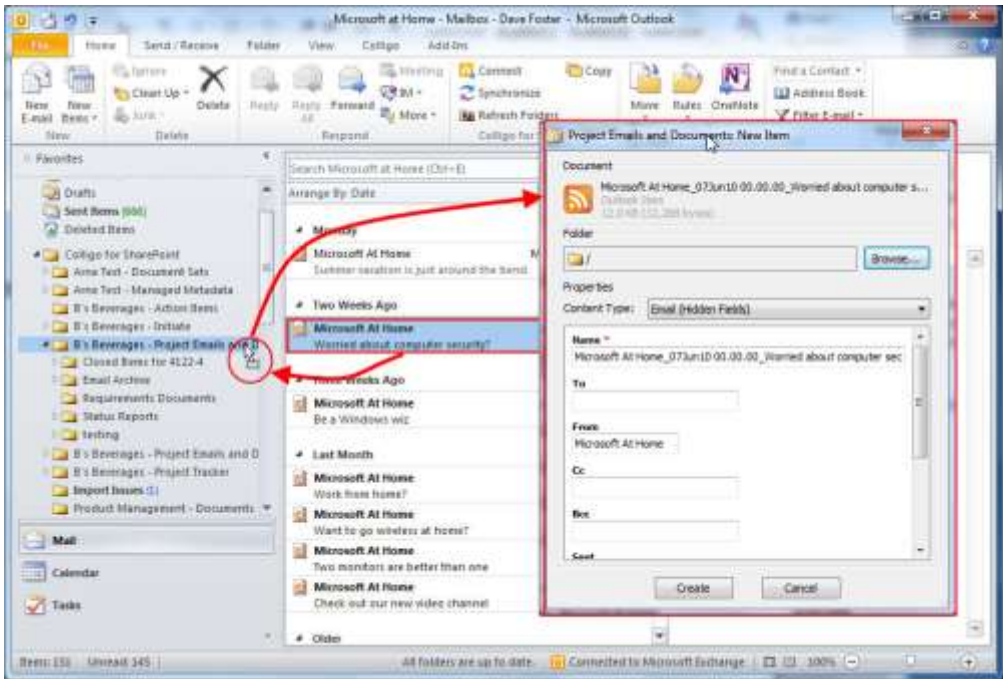 Microsoft at Home - Mailbox - Dave Foster - Microsoft Outlook
File Home Send / Receive Folder View Colligo Add-Ins
New E-mail
New Items
Ignore
Clean Up
Junk
Delete
Reply
Reply All
Forward
Meeting
IM
More
Connect
Synchronize
Refresh Folders
Copy
Move
Rules
OneNote
Find a Contact
Address Book
Filter E-mail
New
Delete
Respond
Colligo for
Favorites
Drafts
Sent Items
Deleted Items
Colligo for SharePoint
Arne Test - Document Sets
Arne Test - Managed Metadata
B's Beverages - Action Items
B's Beverages - Initiate
B's Beverages - Project Emails and D
Closed Items for 4122-4
Email Archive
Requirements Documents
Status Reports
testing
B's Beverages - Project Emails and D
B's Beverages - Project Tracker
Import Issues (1)
Product Management - Documents
Mail
Calendar
Tasks
Search Microsoft at Home (Ctrl+E)
Arrange By: Date
Monday
Microsoft At Home M
Summer vacation is just around the bend.
Two Weeks Ago
Microsoft At Home
Worried about computer security?
Three Weeks Ago
Microsoft At Home
Be a Windows wiz
Last Month
Microsoft At Home
Work from home?
Microsoft At Home
Want to go wireless at home?
Microsoft At Home
Two monitors are better than one
Microsoft At Home
Check out our new video channel
Older
Project Emails and Documents: New Item
Document
Microsoft At Home_07Jun10 00.00.00_Worried about computer s...
Outlook Item
Folder
/
Browse...
Properties
Content Type: Email (Hidden Fields)
Name *
Microsoft At Home_07Jun10 00.00.00_Worried about computer sec
To
From
Microsoft At Home
Cc
Bcc
Sent
Create Cancel
Items: 151 Unread: 145 All folders are up to date. Connected to Microsoft Exchange 100%